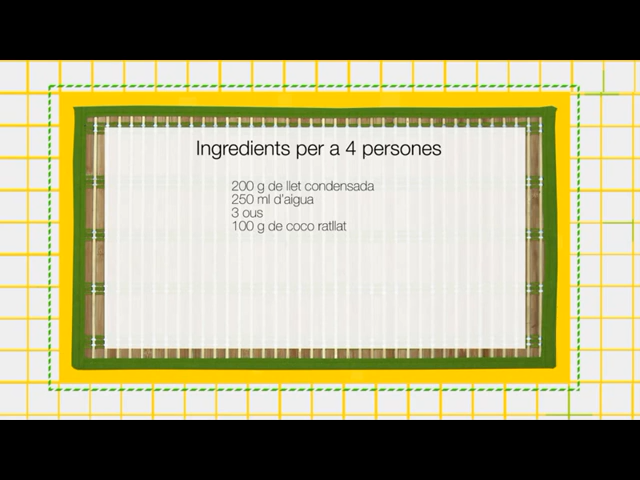 Ingredients per a 4 persones
200 g de llet condensada
250 ml d'aigua
3 ous
100 g de coco ratllat